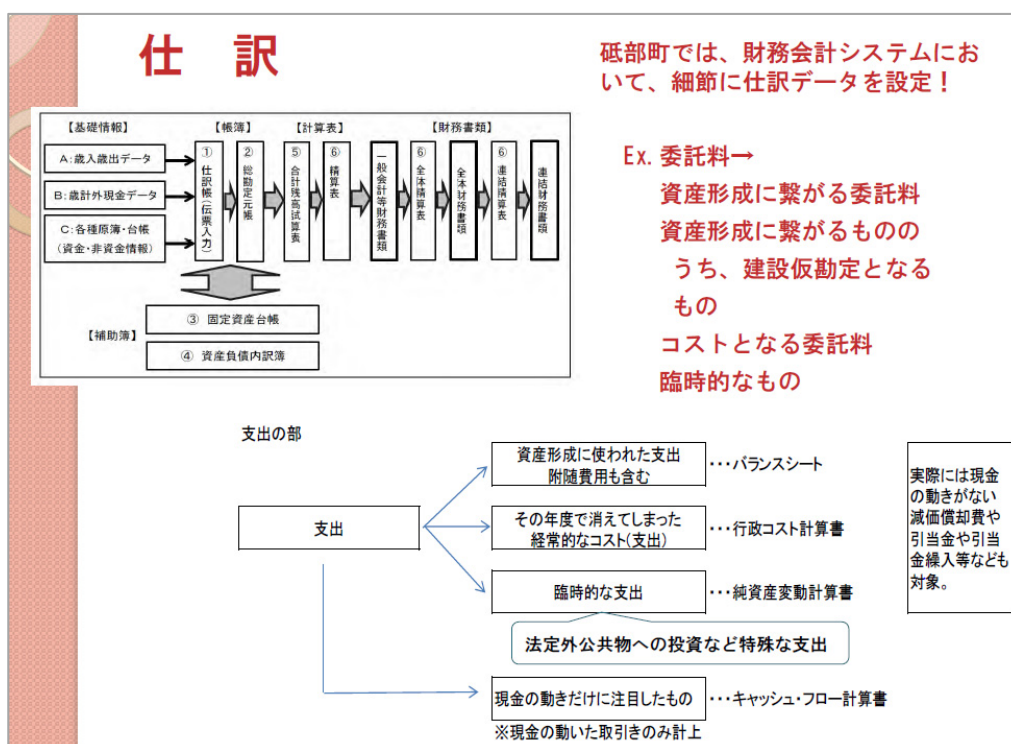 仕 訳
砥部町では、財務会計システムにお
いて、細節に仕訳データを設定！
【基礎情報】
【帳簿】
【計算表】
【財務書類】
A：歳入歳出データ
B：歳計外現金データ
C：各種原簿・台帳
（資金・非資金情報）
① 仕訳帳（伝票入力）
② 総勘定元帳
⑤ 合計残高試算表
⑥ 精算表
一般会計等財務書類
⑥ 全体精算表
全体財務書類
⑥ 連結精算表
連結財務書類
【補助簿】
③ 固定資産台帳
④ 資産負債内訳簿
Ex. 委託料→
資産形成に繋がる委託料
資産形成に繋がるものの
うち、建設仮勘定となる
もの
コストとなる委託料
臨時的なもの
支出の部
支出
資産形成に使われた支出
附随費用も含む
・・・バランスシート
その年度で消えてしまった
経常的なコスト（支出）
・・・行政コスト計算書
臨時的な支出
・・・純資産変動計算書
法定外公共物への投資など特殊な支出
現金の動きだけに注目したもの
・・・キャッシュ・フロー計算書
※現金の動いた取引きのみ計上
実際には現金
の動きがない
減価償却費や
引当金や引当
金繰入等なども
対象。